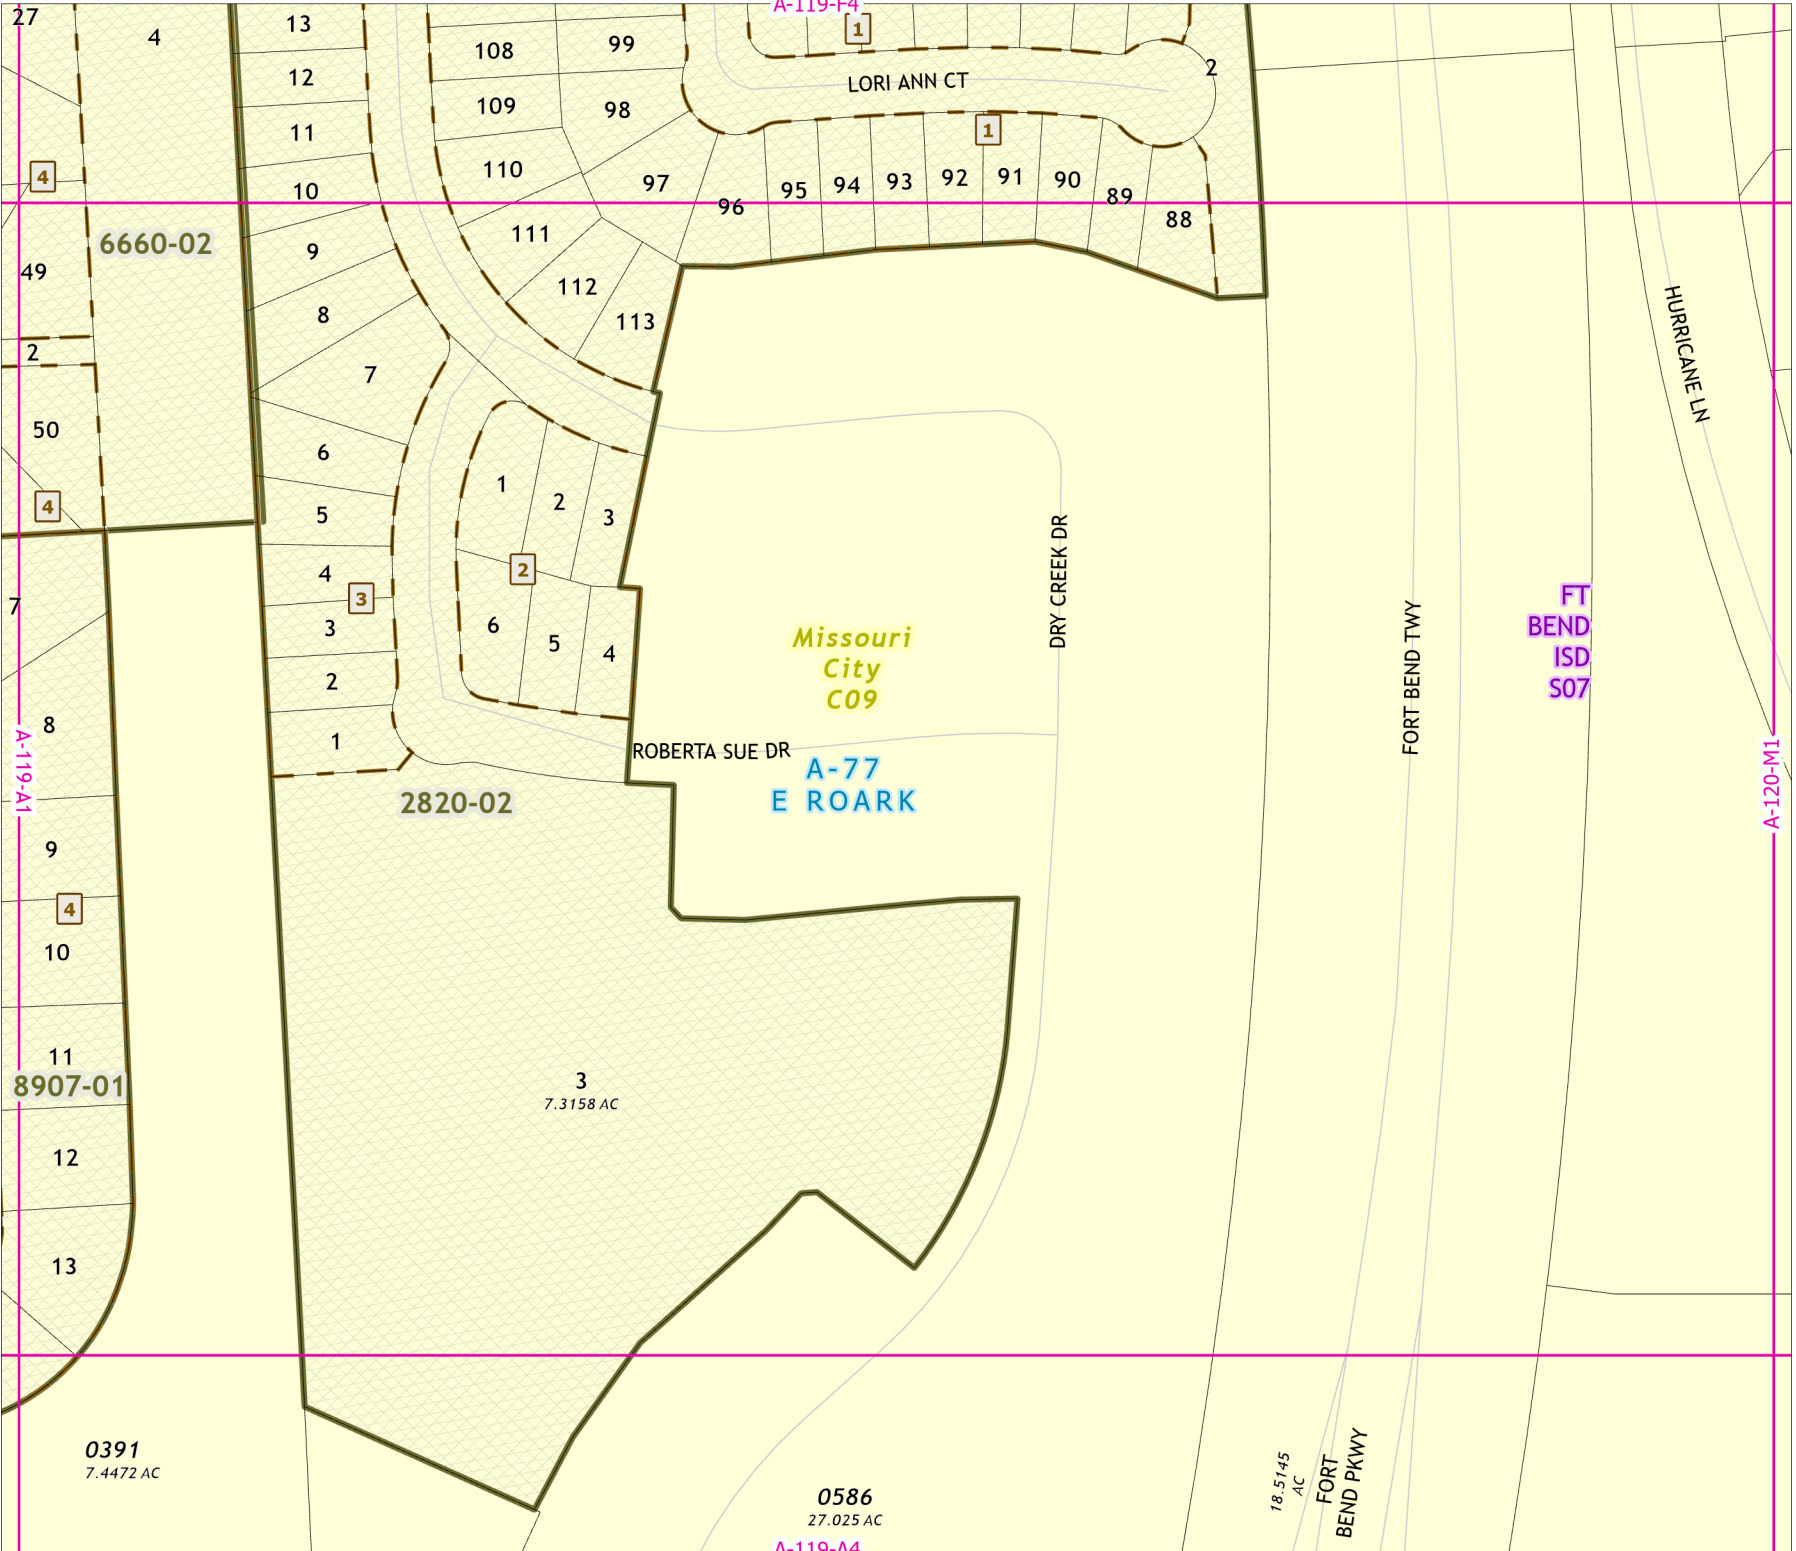 A-119-F4
27
4
13
108
99
1
2
12
LORI ANN CT
109
98
11
1
4
110
97
95
94
93
92
91
90
89
10
96
88
6660-02
111
9
49
112
HURRICANE LN
8
113
2
7
50
6
1
2
4
5
3
DRY CREEK DR
4
2
3
7
3
6
5
4
Missouri
City
C09
FORT BEND TWY
FT
BEND
ISD
S07
2
8
1
ROBERTA SUE DR
A-119-A1
A-77
E ROARK
A-120-M1
2820-02
9
4
10
11
8907-01
3
7.3158 AC
12
13
0391
7.4472 AC
18.5145
AC
FORT
BEND PKWY
0586
27.025 AC
A-119-A4